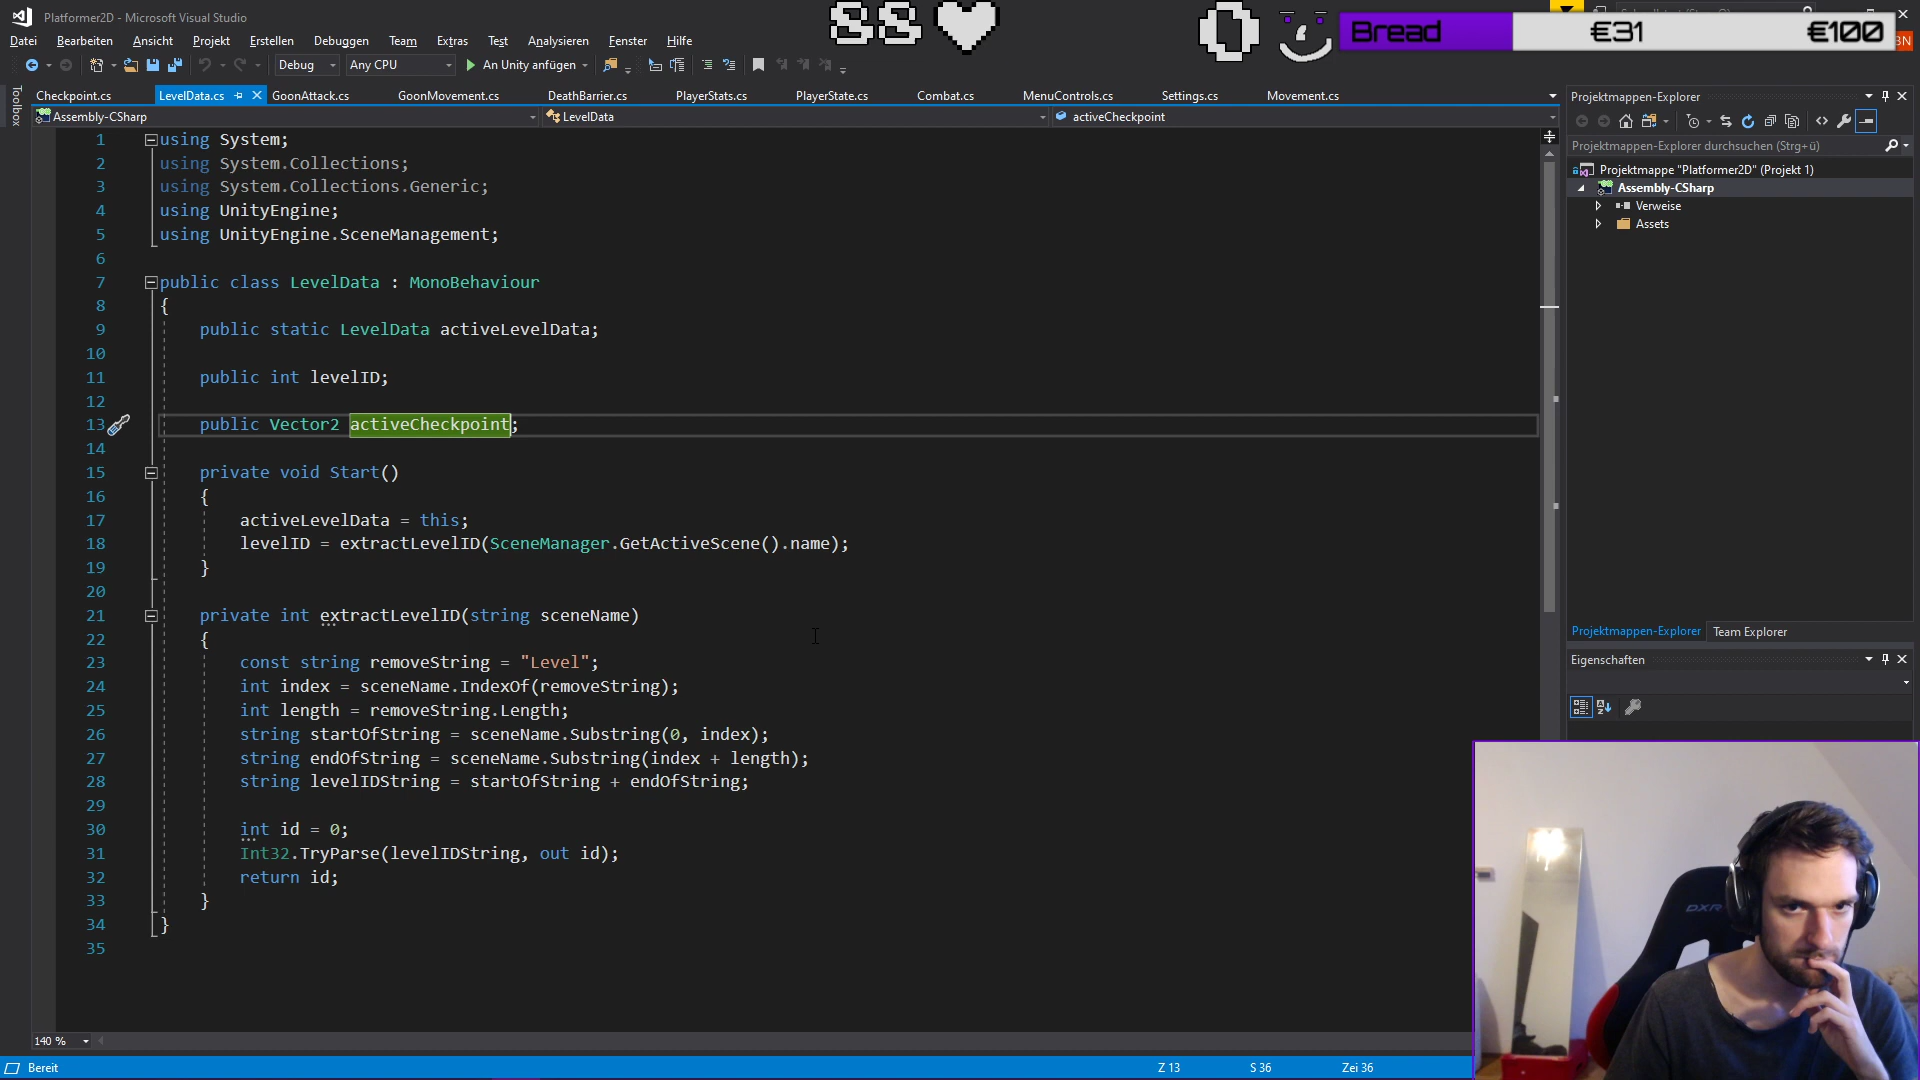 Platformer2D - Microsoft Visual Studio
88
0
Bread €31 €100
Datei Bearbeiten Ansicht Projekt Erstellen Debuggen Team Extras Test Analysieren Fenster Hilfe
Debug Any CPU An Unity anfügen
Toolbox
Checkpoint.cs LevelData.cs GoonAttack.cs GoonMovement.cs DeathBarrier.cs PlayerStats.cs PlayerState.cs Combat.cs MenuControls.cs Settings.cs Movement.cs
Assembly-CSharp LevelData activeCheckpoint
1 using System;
2 using System.Collections;
3 using System.Collections.Generic;
4 using UnityEngine;
5 using UnityEngine.SceneManagement;
6
7 public class LevelData : MonoBehaviour
8 {
9 public static LevelData activeLevelData;
10
11 public int levelID;
12
13 public Vector2 activeCheckpoint;
14
15 private void Start()
16 {
17 activeLevelData = this;
18 levelID = extractLevelID(SceneManager.GetActiveScene().name);
19 }
20
21 private int extractLevelID(string sceneName)
22 {
23 const string removeString = "Level";
24 int index = sceneName.IndexOf(removeString);
25 int length = removeString.Length;
26 string startOfString = sceneName.Substring(0, index);
27 string endOfString = sceneName.Substring(index + length);
28 string levelIDString = startOfString + endOfString;
29
30 int id = 0;
31 Int32.TryParse(levelIDString, out id);
32 return id;
33 }
34 }
35
140 %
Bereit Z 13 S 36 Zei 36
Projektmappen-Explorer
Projektmappen-Explorer durchsuchen (Strg+ü)
Projektmappe "Platformer2D" (Projekt 1)
Assembly-CSharp
Verweise
Assets
Projektmappen-Explorer Team Explorer
Eigenschaften
DXR